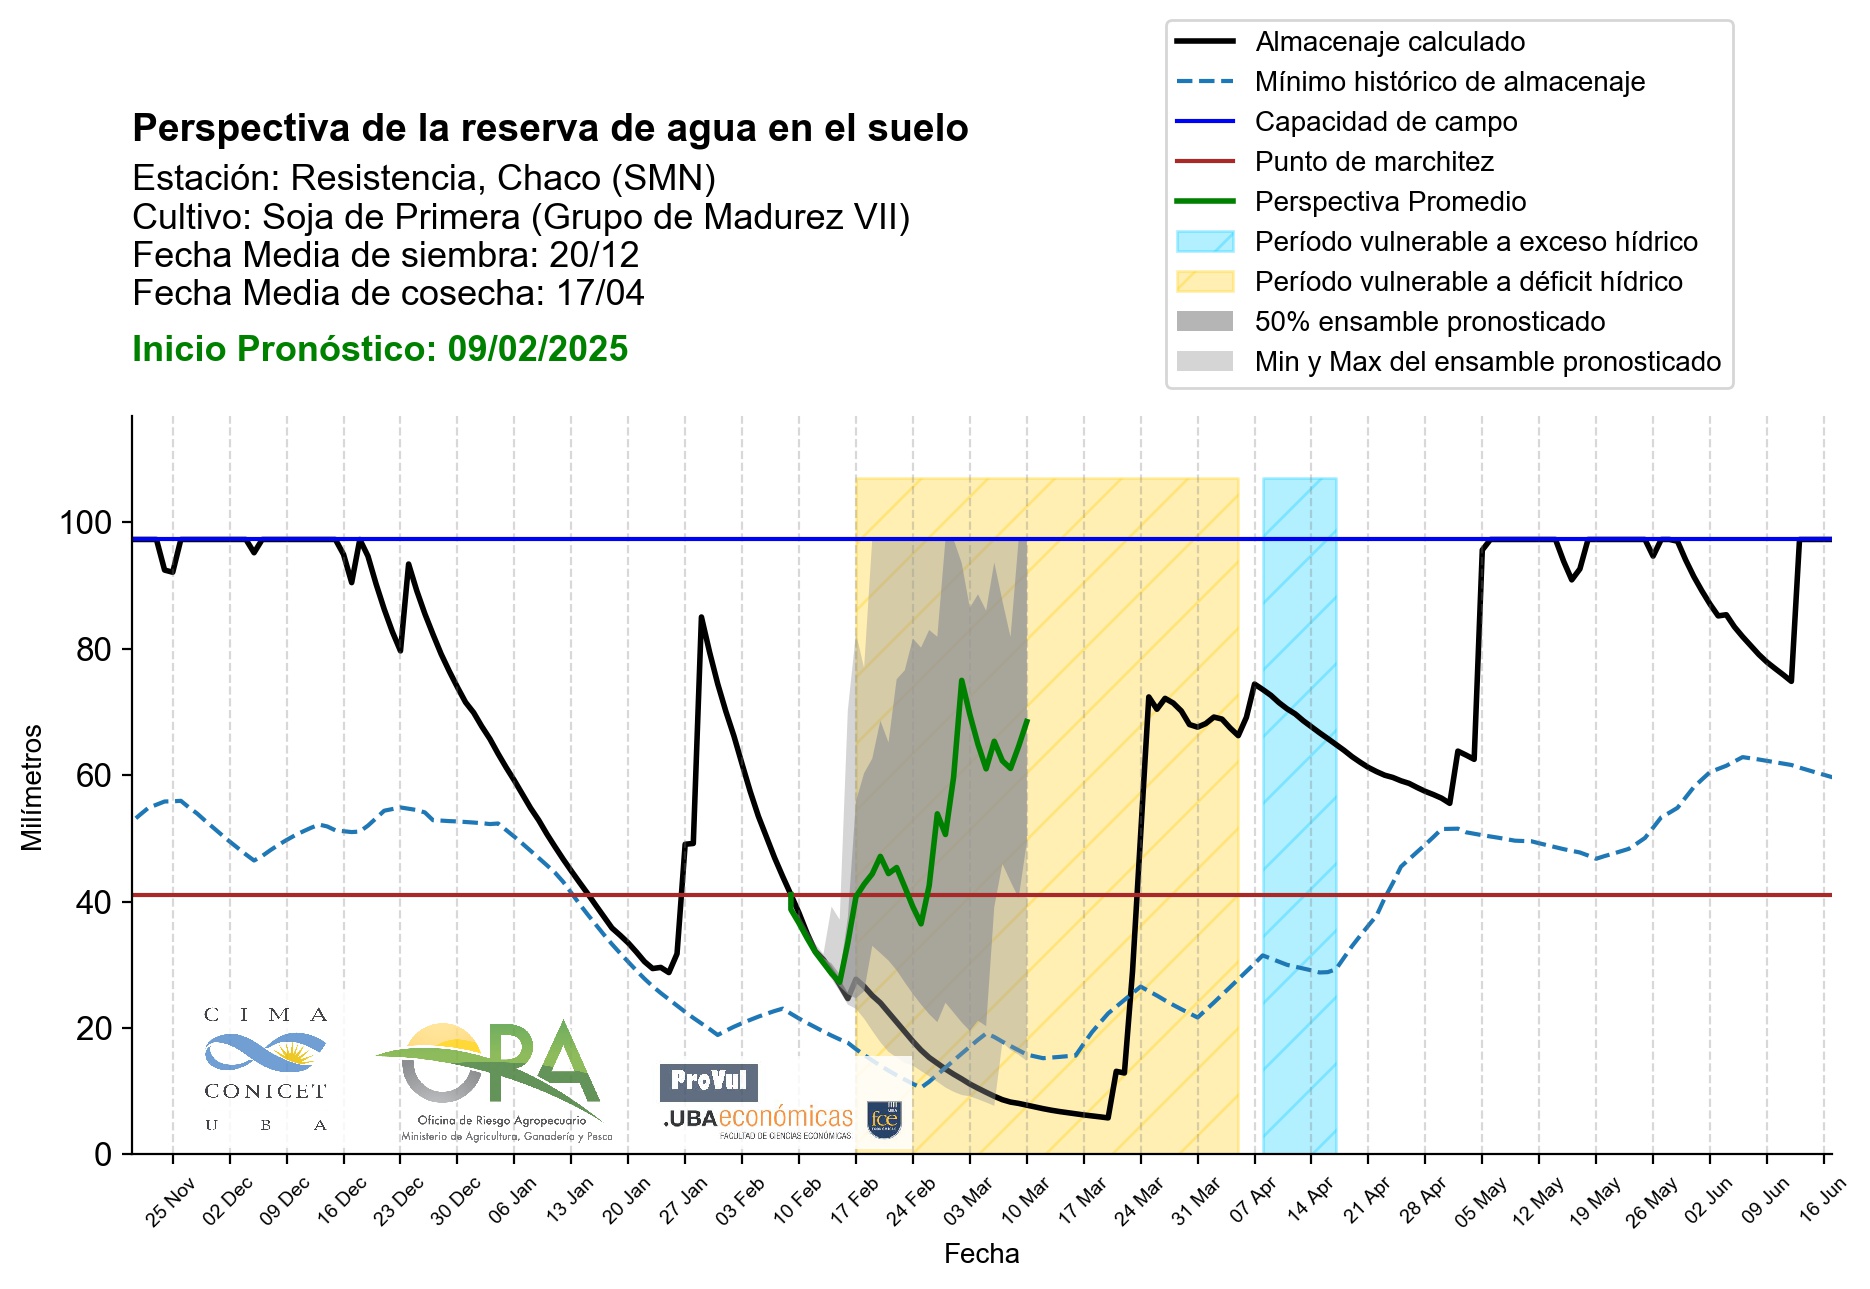 Almacenaje calculado
Mínimo histórico de almacenaje
Capacidad de campo
Punto de marchitez
Perspectiva Promedio
Período vulnerable a exceso hídrico
Período vulnerable a déficit hídrico
50% ensamble pronosticado
Min y Max del ensamble pronosticado
Perspectiva de la reserva de agua en el suelo
Estación: Resistencia, Chaco (SMN)
Cultivo: Soja de Primera (Grupo de Madurez VII)
Fecha Media de siembra: 20/12
Fecha Media de cosecha: 17/04
Inicio Pronóstico: 09/02/2025
Milímetros
100
80
60
40
20
0
C I M A
CONICET
U B A
ORA
Oficina de Riesgo Agropecuario
Ministerio de Agricultura, Ganadería y Pesca
ProVul
.UBAeconómicas
FACULTAD DE CIENCIAS ECONÓMICAS
UBA
fce
ECONÓMICAS
25 Nov
02 Dec
09 Dec
16 Dec
23 Dec
30 Dec
06 Jan
13 Jan
20 Jan
27 Jan
03 Feb
10 Feb
17 Feb
24 Feb
03 Mar
10 Mar
17 Mar
24 Mar
31 Mar
07 Apr
14 Apr
21 Apr
28 Apr
05 May
12 May
19 May
26 May
02 Jun
09 Jun
16 Jun
Fecha